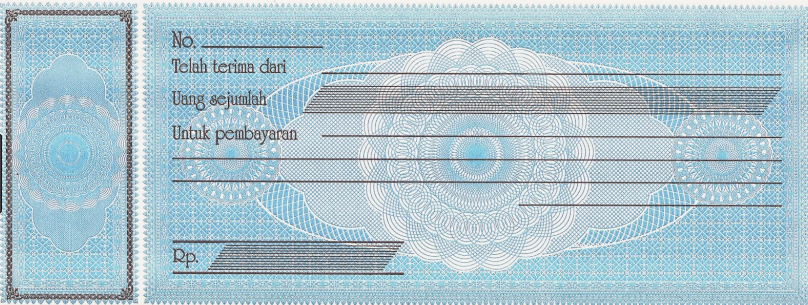 No.
Telah terima dari
Uang sejumlah
Untuk pembayaran
Rp.